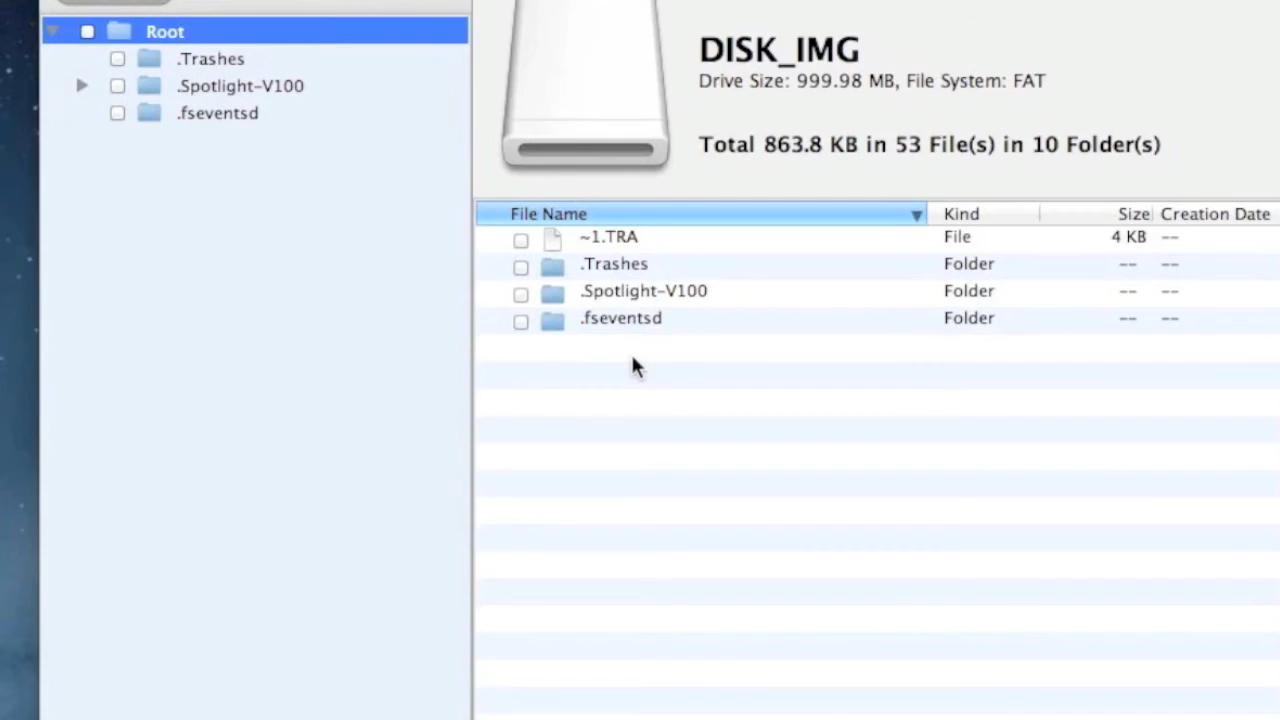 Root
.Trashes
.Spotlight-V100
.fseventsd
DISK_IMG
Drive Size: 999.98 MB, File System: FAT
Total 863.8 KB in 53 File(s) in 10 Folder(s)
File Name Kind Size Creation Date
~1.TRA File 4 KB --
.Trashes Folder -- --
.Spotlight-V100 Folder -- --
.fseventsd Folder -- --